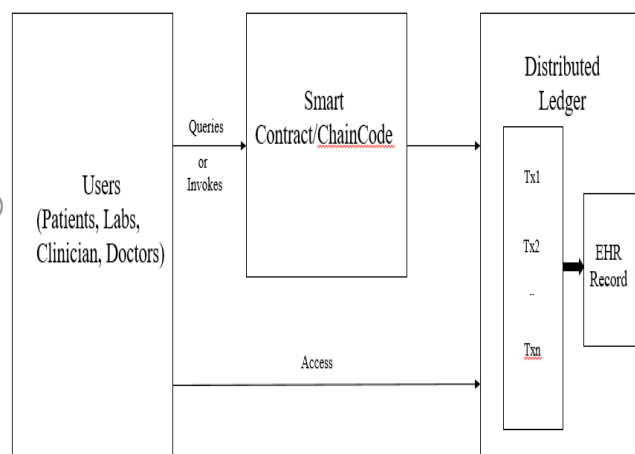 Users
(Patients, Labs,
Clinician, Doctors)
Queries
or
Invokes
Smart
Contract/ChainCode
Access
Distributed
Ledger
Tx1
Tx2
..
Txn
EHR
Record